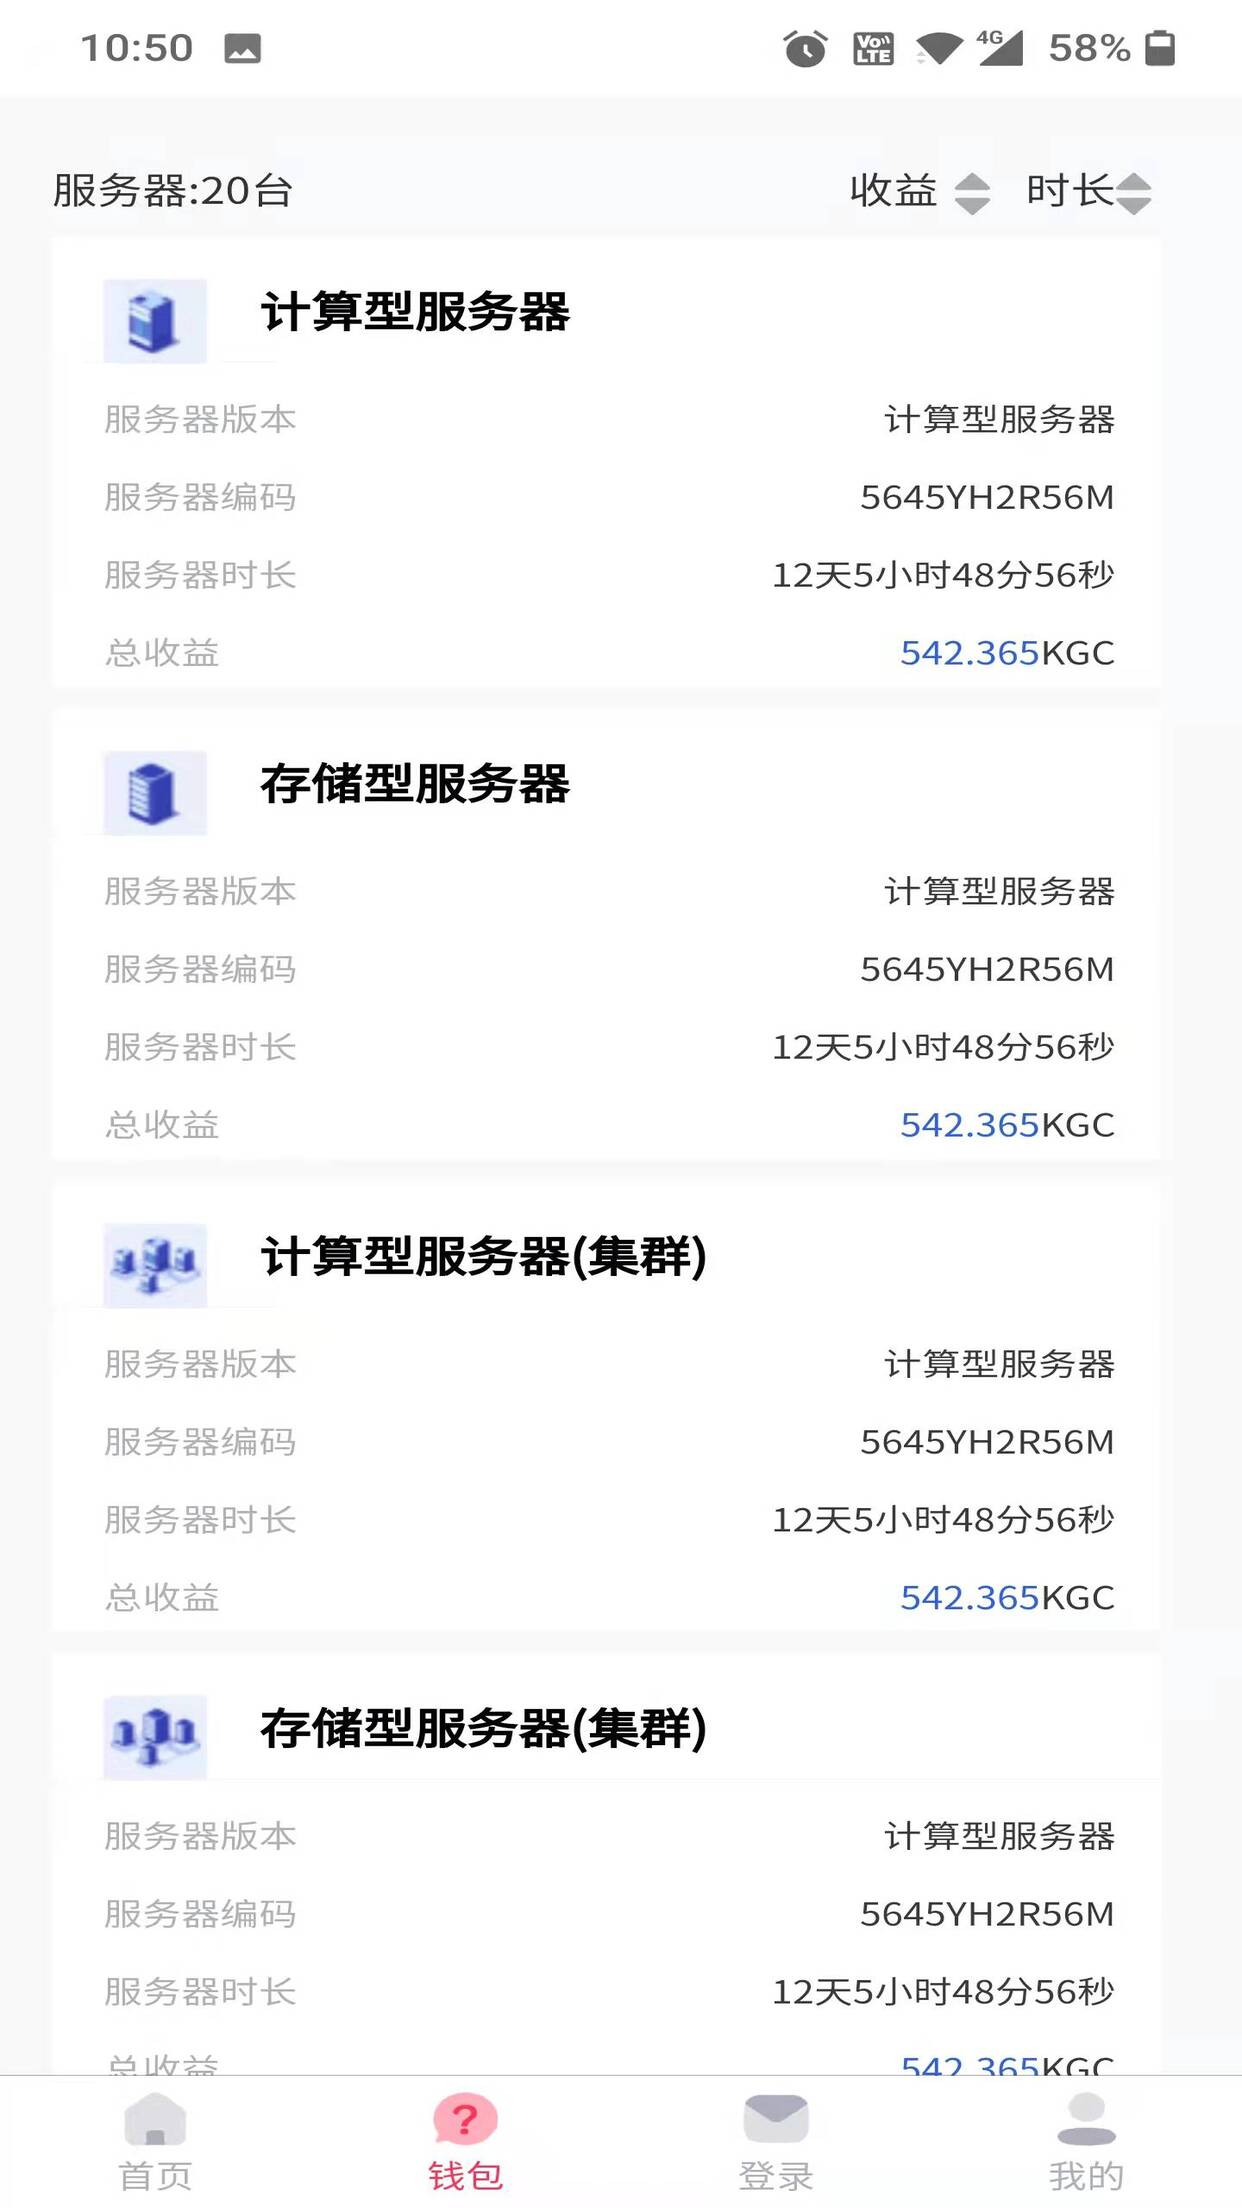 10:50
VoLTE 4G 58%
服务器:20台 收益 时长
计算型服务器
服务器版本 计算型服务器
服务器编码 5645YH2R56M
服务器时长 12天5小时48分56秒
总收益 542.365KGC
存储型服务器
服务器版本 计算型服务器
服务器编码 5645YH2R56M
服务器时长 12天5小时48分56秒
总收益 542.365KGC
计算型服务器(集群)
服务器版本 计算型服务器
服务器编码 5645YH2R56M
服务器时长 12天5小时48分56秒
总收益 542.365KGC
存储型服务器(集群)
服务器版本 计算型服务器
服务器编码 5645YH2R56M
服务器时长 12天5小时48分56秒
总收益 542.365KGC
?
首页 钱包 登录 我的